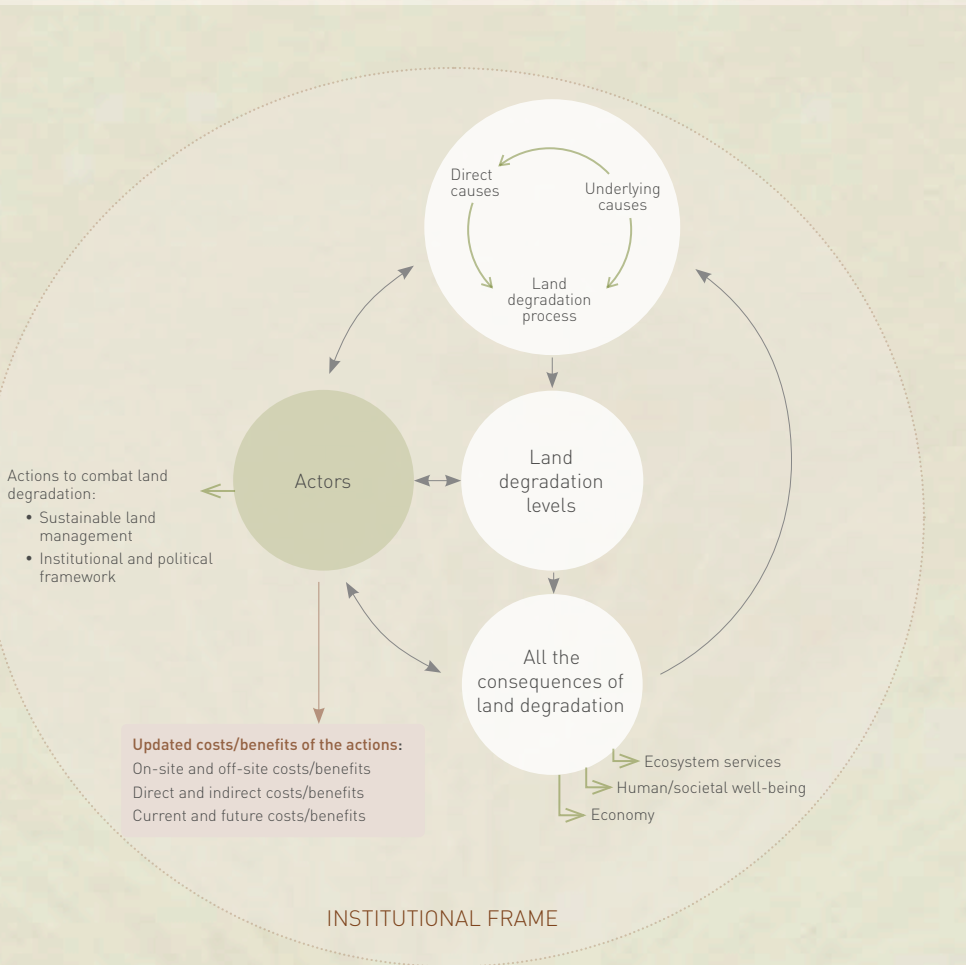 Direct
causes
Underlying
causes
Land
degradation
process
Actors
Land
degradation
levels
Actions to combat land
degradation:
• Sustainable land
management
• Institutional and political
framework
All the
consequences of
land degradation
Updated costs/benefits of the actions:
On-site and off-site costs/benefits
Direct and indirect costs/benefits
Current and future costs/benefits
Ecosystem services
Human/societal well-being
Economy
INSTITUTIONAL FRAME